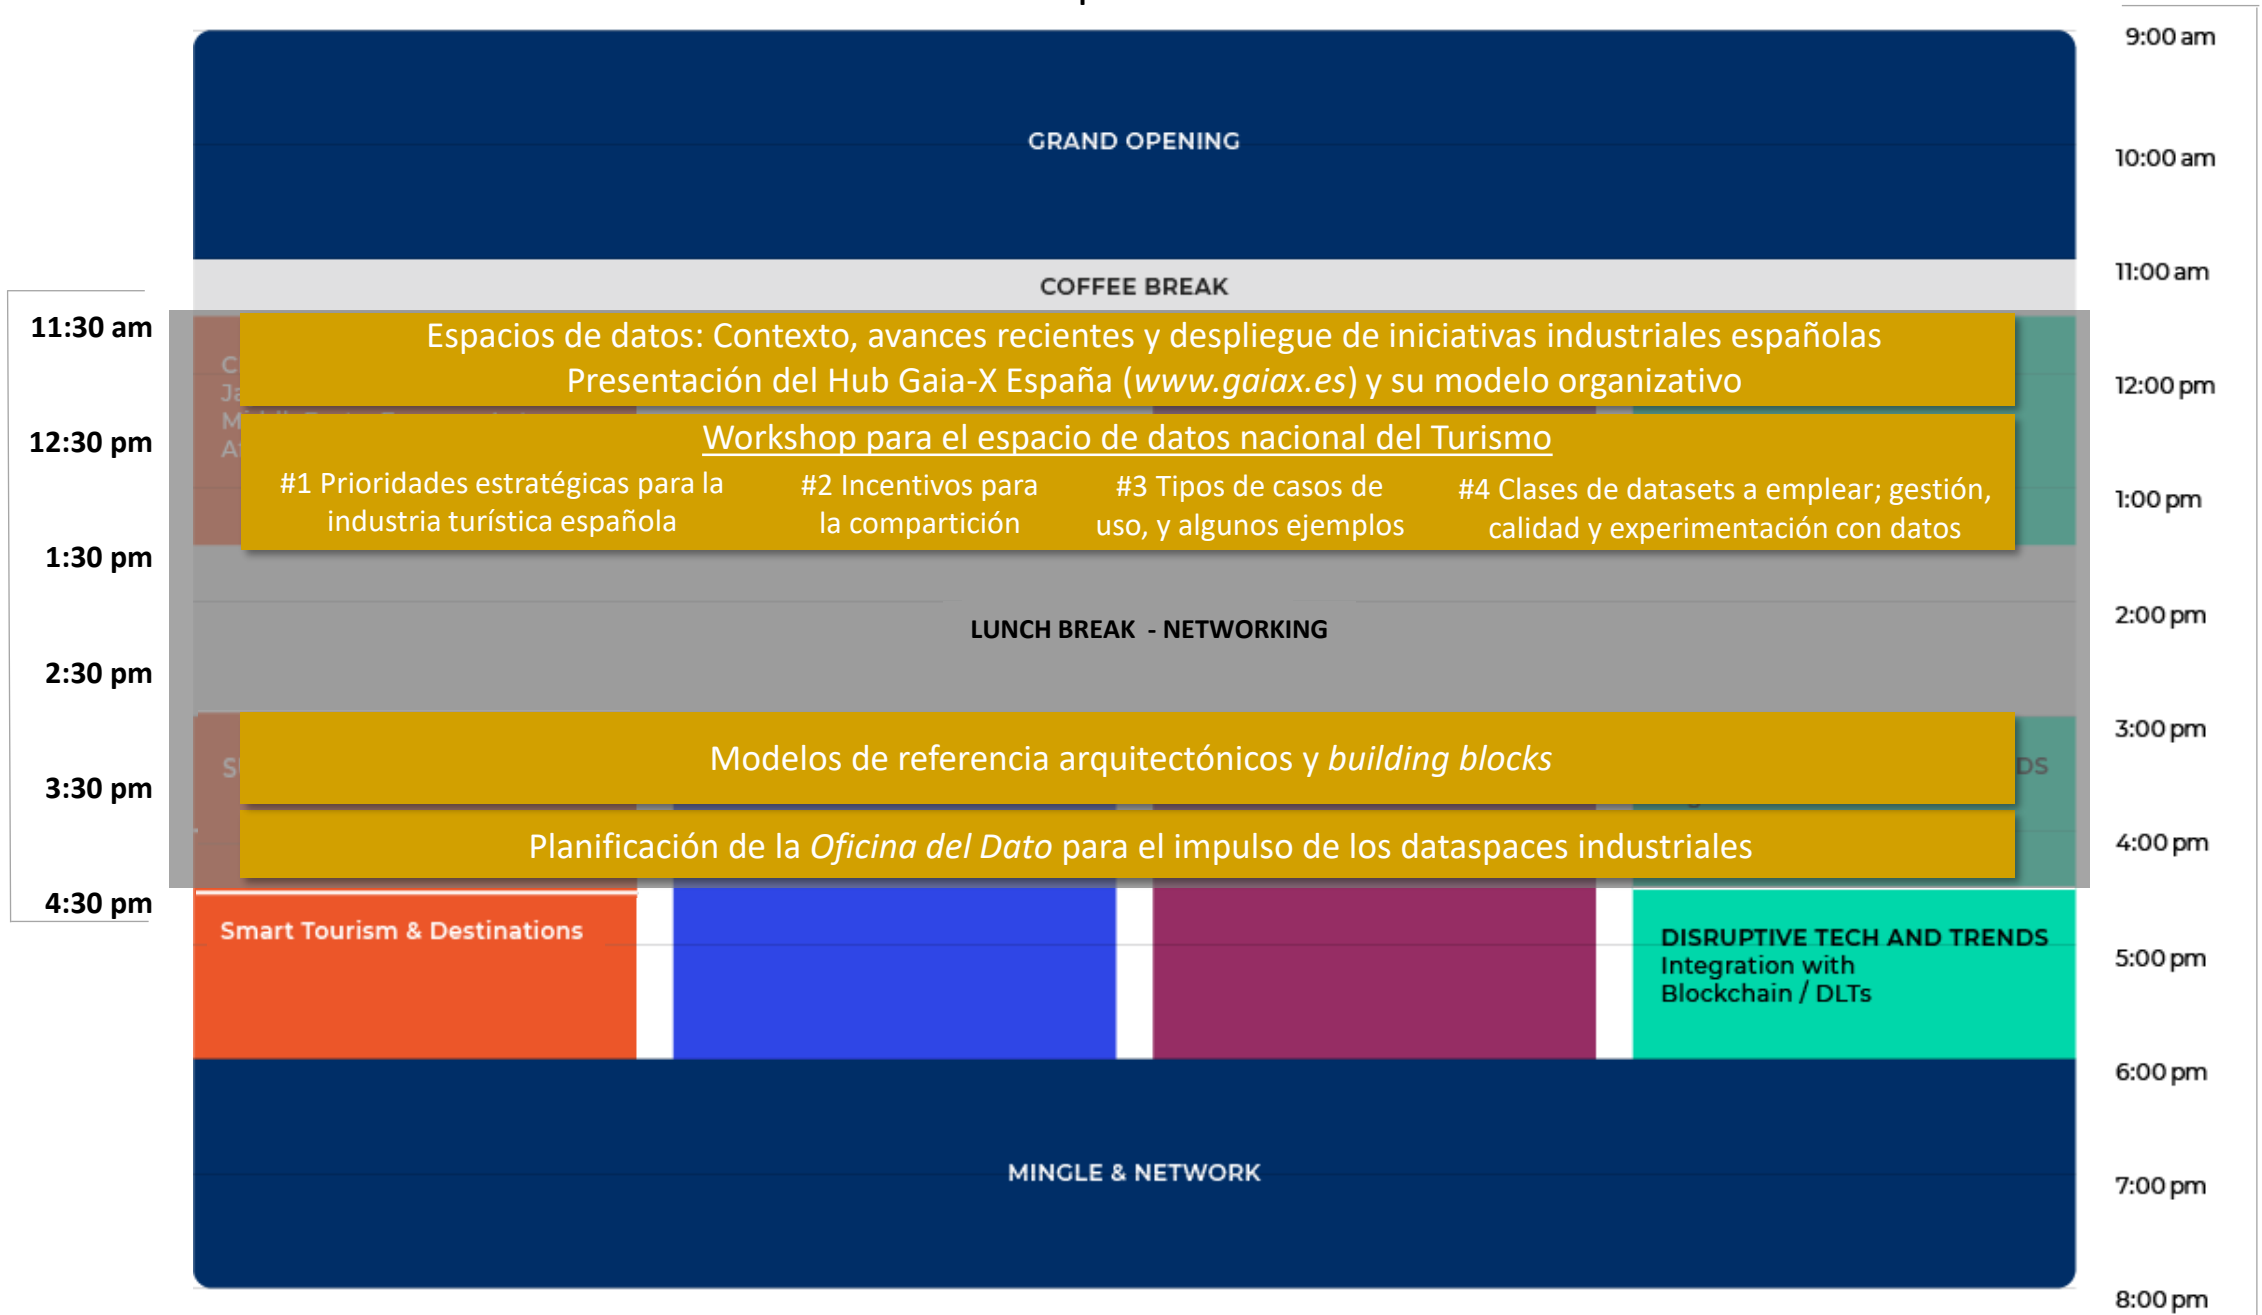 9:00 am
GRAND OPENING
10:00 am
11:00 am
COFFEE BREAK
11:30 am
Espacios de datos: Contexto, avances recientes y despliegue de iniciativas industriales españolas
Presentación del Hub Gaia-X España (www.gaiax.es) y su modelo organizativo
12:00 pm
12:30 pm
Workshop para el espacio de datos nacional del Turismo
#1 Prioridades estratégicas para la
industria turística española
#2 Incentivos para
la compartición
#3 Tipos de casos de
uso, y algunos ejemplos
#4 Clases de datasets a emplear; gestión,
calidad y experimentación con datos
1:00 pm
1:30 pm
2:00 pm
LUNCH BREAK - NETWORKING
2:30 pm
3:00 pm
Modelos de referencia arquitectónicos y building blocks
DS
3:30 pm
Planificación de la Oficina del Dato para el impulso de los dataspaces industriales
4:00 pm
4:30 pm
Smart Tourism & Destinations
DISRUPTIVE TECH AND TRENDS
Integration with
Blockchain / DLTs
5:00 pm
6:00 pm
MINGLE & NETWORK
7:00 pm
8:00 pm